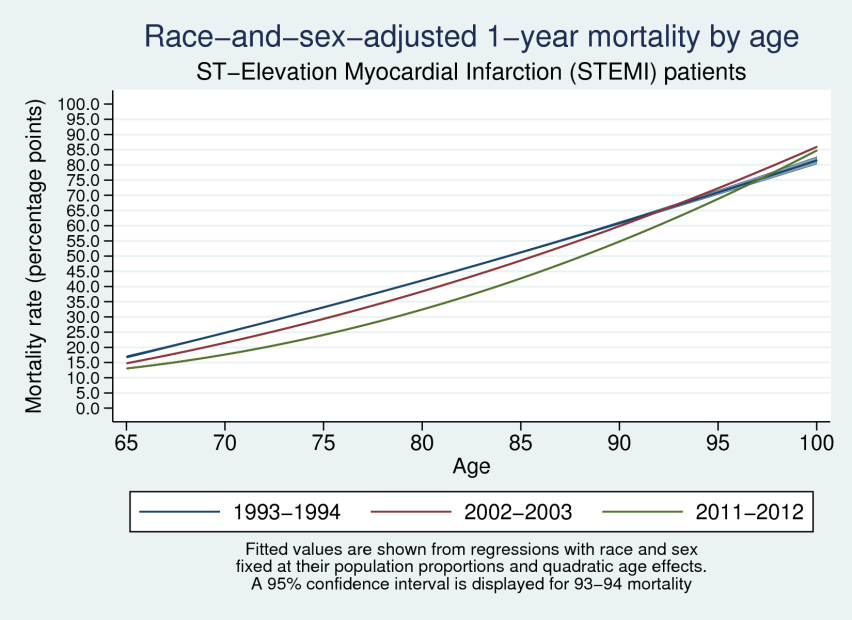 Race−and−sex−adjusted 1−year mortality by age
ST−Elevation Myocardial Infarction (STEMI) patients
Mortality rate (percentage points)
100.0
95.0
90.0
85.0
80.0
75.0
70.0
65.0
60.0
55.0
50.0
45.0
40.0
35.0
30.0
25.0
20.0
15.0
10.0
5.0
0.0
65 70 75 80 85 90 95 100
Age
1993−1994 2002−2003 2011−2012
Fitted values are shown from regressions with race and sex
fixed at their population proportions and quadratic age effects.
A 95% confidence interval is displayed for 93−94 mortality